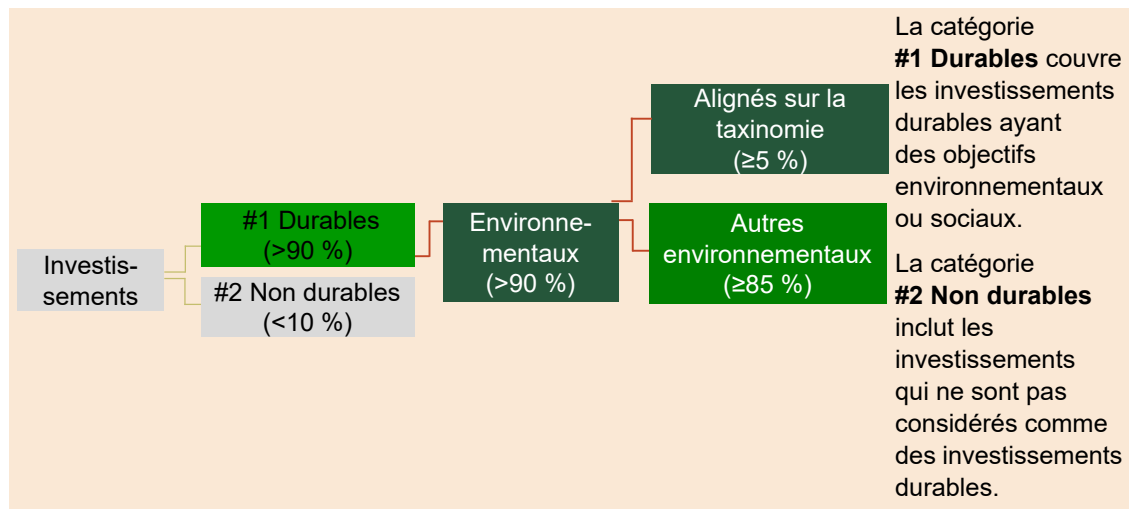 Investis-
sements
#1 Durables
(>90 %)
#2 Non durables
(<10 %)
Environne-
mentaux
(>90 %)
Alignés sur la
taxinomie
(≥5 %)
Autres
environnementaux
(≥85 %)
La catégorie
#1 Durables couvre
les investissements
durables ayant
des objectifs
environnementaux
ou sociaux.
La catégorie
#2 Non durables
inclut les
investissements
qui ne sont pas
considérés comme
des investissements
durables.